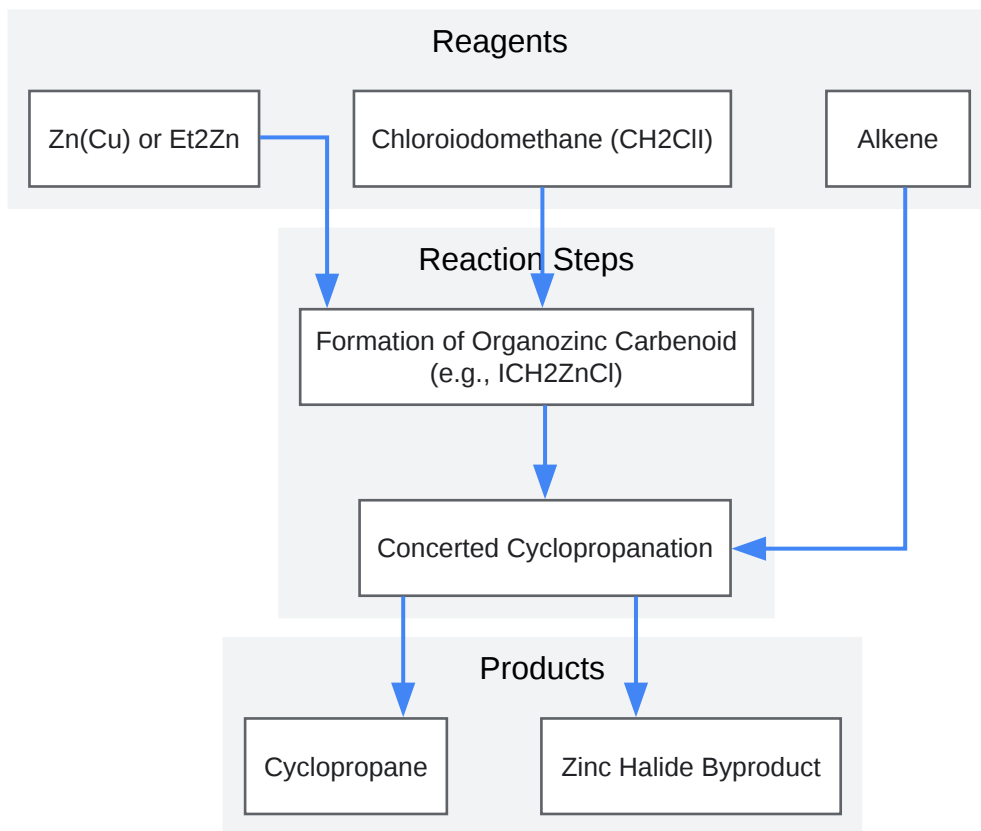 Reagents
Zn(Cu) or Et2Zn
Chloroiodomethane (CH2ClI)
Alkene
Reaction Steps
Formation of Organozinc Carbenoid
(e.g., ICH2ZnCl)
Concerted Cyclopropanation
Products
Cyclopropane
Zinc Halide Byproduct